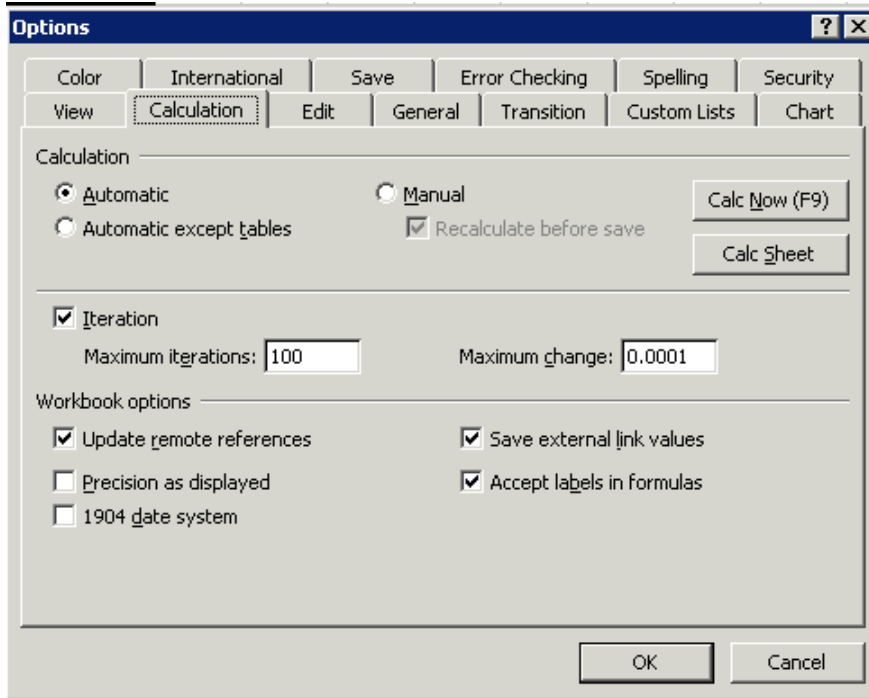 Options
Color International Save Error Checking Spelling Security
View Calculation Edit General Transition Custom Lists Chart
Calculation
Automatic Manual Calc Now (F9)
Automatic except tables Recalculate before save
Calc Sheet
Iteration
Maximum iterations: 100 Maximum change: 0.0001
Workbook options
Update remote references Save external link values
Precision as displayed Accept labels in formulas
1904 date system
OK Cancel